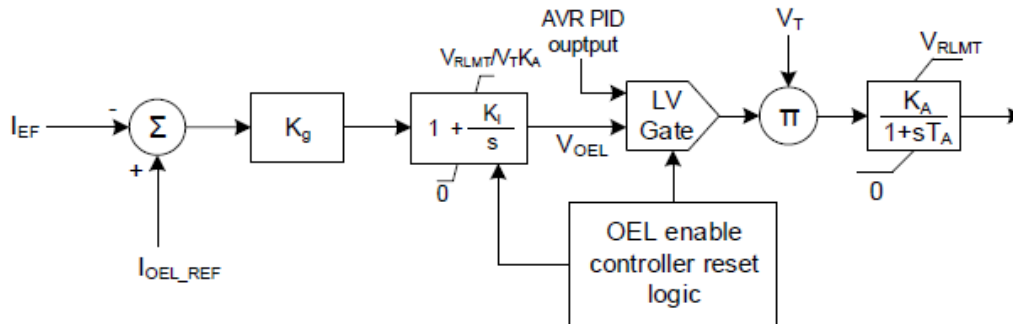 AVR PID
ouptput
V_T
V_RLMT/V_TK_A
V_RLMT
-
I_EF
Σ
+
K_g
1 + K_I/s
0
V_OEL
LV
Gate
π
K_A/1+sT_A
0
I_OEL_REF
OEL enable
controller reset
logic